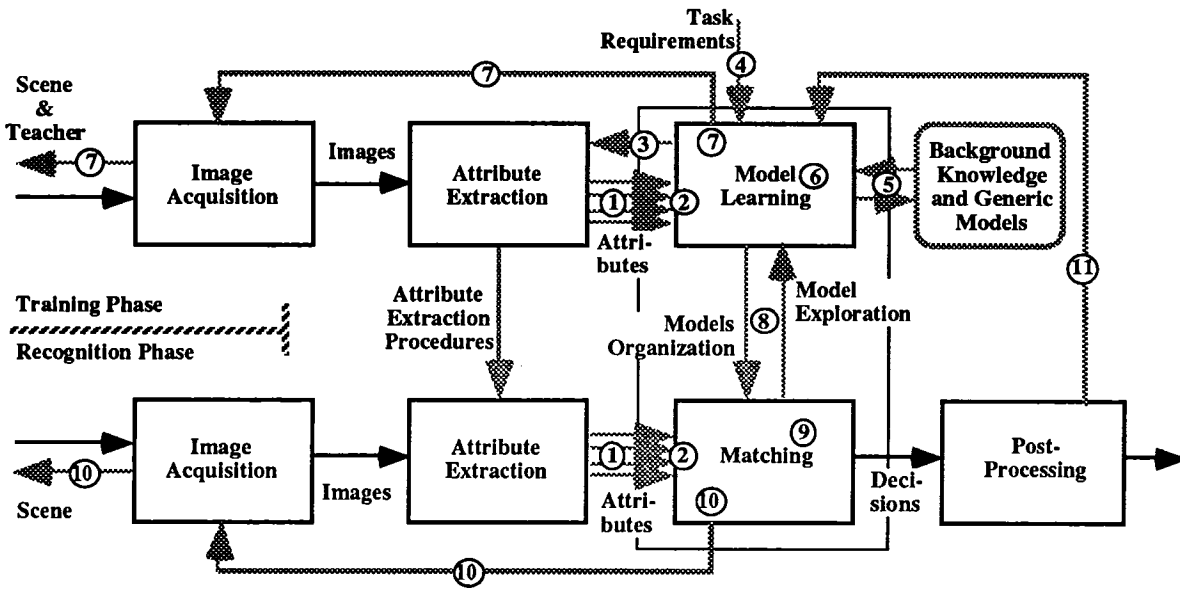 Task
Requirements
4
7
Scene
&
Teacher
7
Image
Acquisition
Images
Attribute
Extraction
3
1
2
Attri-
butes
7
Model
Learning
6
5
Background
Knowledge
and Generic
Models
11
Training Phase
Recognition Phase
Attribute
Extraction
Procedures
Models
Organization
8
Model
Exploration
10
Scene
Image
Acquisition
Images
Attribute
Extraction
1
2
Attri-
butes
9
Matching
10
Deci-
sions
Post-
Processing
10